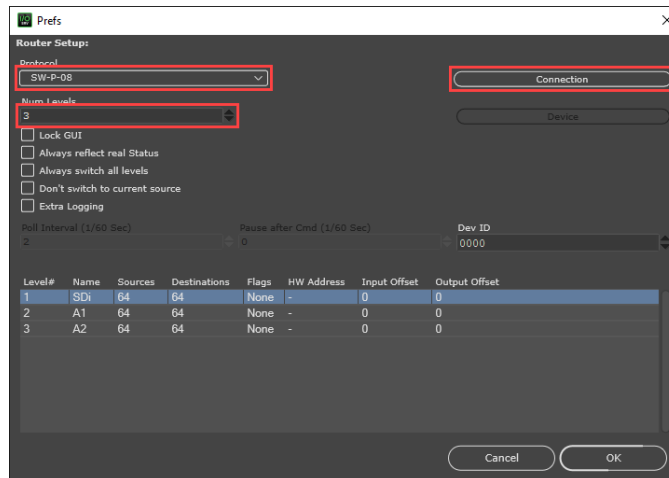 I/O Prefs
Router Setup:
Protocol
SW-P-08
Connection
Num Levels
3
Device
Lock GUI
Always reflect real Status
Always switch all levels
Don't switch to current source
Extra Logging
Poll Interval (1/60 Sec) Pause after Cmd (1/60 Sec) Dev ID
2 0 0000
Level# Name Sources Destinations Flags HW Address Input Offset Output Offset
1 SDi 64 64 None - 0 0
2 A1 64 64 None - 0 0
3 A2 64 64 None - 0 0
Cancel OK